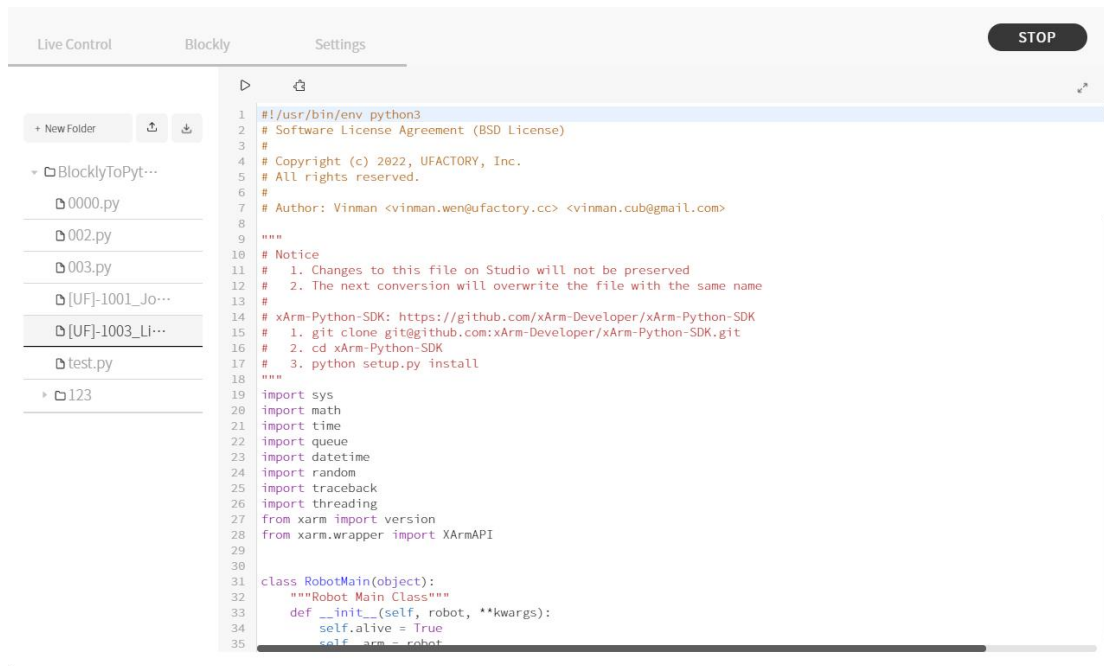 Live Control Blockly Settings STOP
+ New Folder
BlocklyToPyt···
0000.py
002.py
003.py
[UF]-1001_Jo···
[UF]-1003_Li···
test.py
123
1 #!/usr/bin/env python3
2 # Software License Agreement (BSD License)
3 #
4 # Copyright (c) 2022, UFACTORY, Inc.
5 # All rights reserved.
6 #
7 # Author: Vinman <vinman.wen@ufactory.cc> <vinman.cub@gmail.com>
8
9 """
10 # Notice
11 #   1. Changes to this file on Studio will not be preserved
12 #   2. The next conversion will overwrite the file with the same name
13 #
14 # xArm-Python-SDK: https://github.com/xArm-Developer/xArm-Python-SDK
15 #   1. git clone git@github.com:xArm-Developer/xArm-Python-SDK.git
16 #   2. cd xArm-Python-SDK
17 #   3. python setup.py install
18 """
19 import sys
20 import math
21 import time
22 import queue
23 import datetime
24 import random
25 import traceback
26 import threading
27 from xarm import version
28 from xarm.wrapper import XArmAPI
29
30
31 class RobotMain(object):
32     """Robot Main Class"""
33     def __init__(self, robot, **kwargs):
34         self.alive = True
35         self._arm = robot